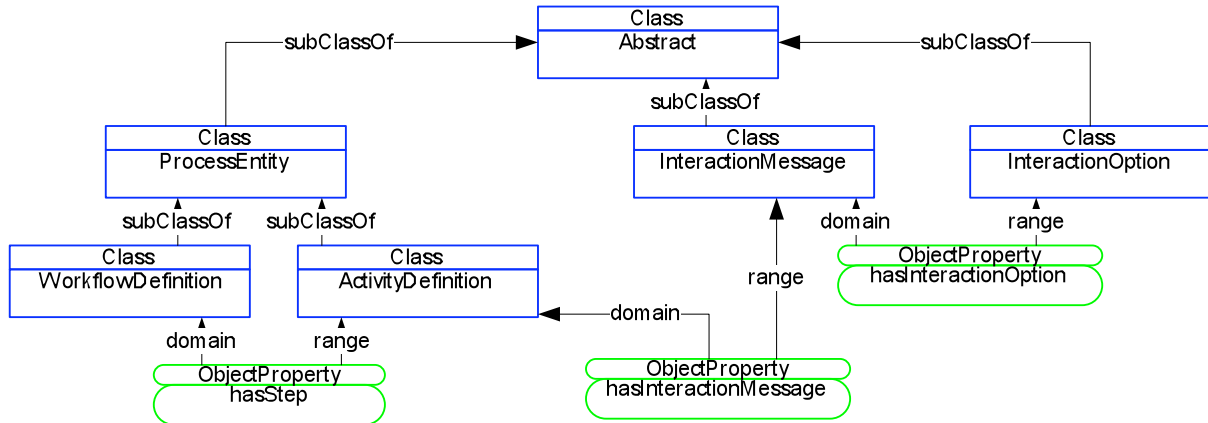 Class
Abstract
subClassOf
subClassOf
subClassOf
Class
ProcessEntity
Class
InteractionMessage
Class
InteractionOption
subClassOf
subClassOf
domain
range
Class
WorkflowDefinition
Class
ActivityDefinition
ObjectProperty
hasInteractionOption
range
domain
domain
range
ObjectProperty
hasStep
ObjectProperty
hasInteractionMessage